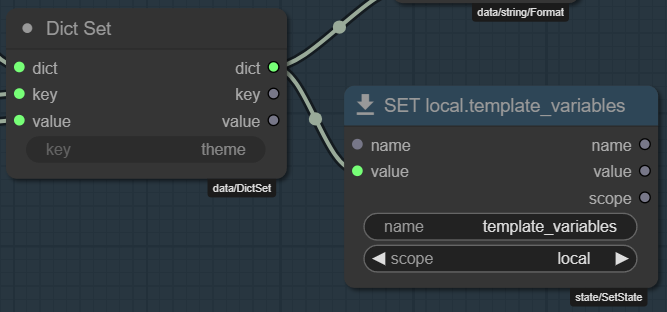 data/string/Format
Dict Set
dict dict
key key
value value
key theme
data/DictSet
SET local.template_variables
name name
value value
scope
name template_variables
scope local
state/SetState